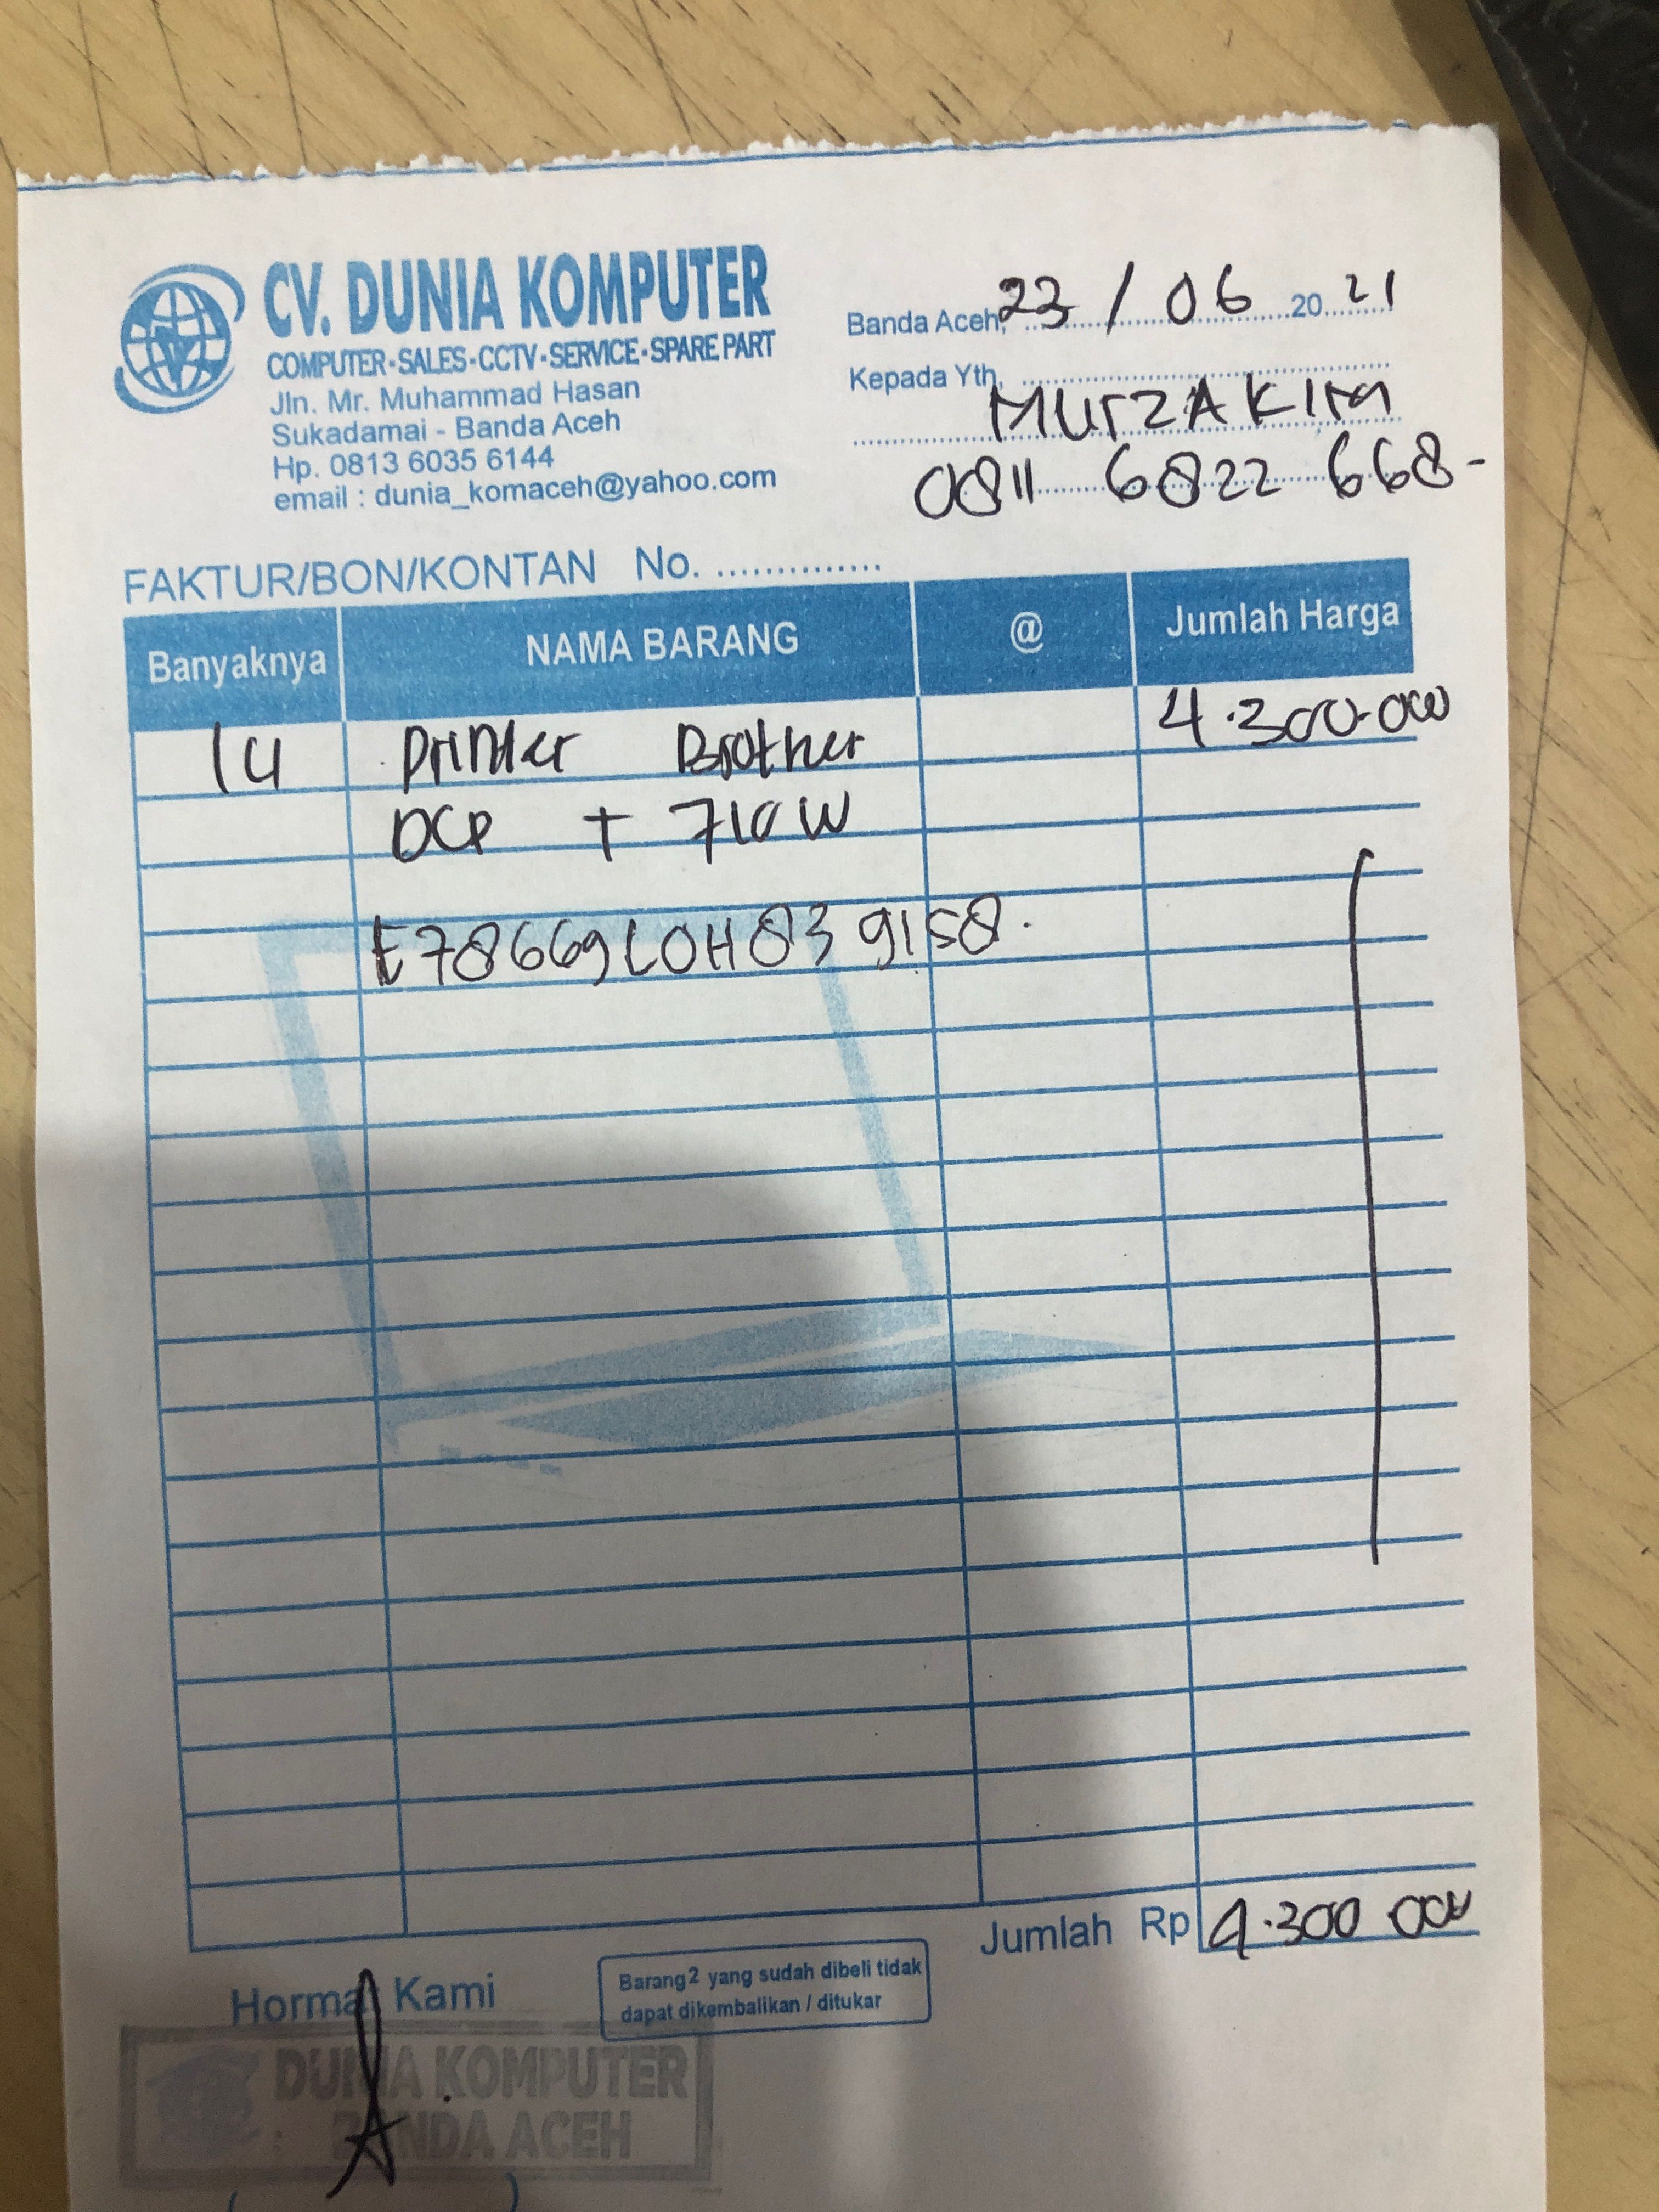 CV. DUNIA KOMPUTER
COMPUTER-SALES-CCTV-SERVICE-SPARE PART
Jln. Mr. Muhammad Hasan
Sukadamai - Banda Aceh
Hp. 0813 6035 6144
email : dunia_komaceh@yahoo.com
Banda Aceh, 23 / 06 20 21
Kepada Yth,
MURZAKIM
0811 6822 668-
FAKTUR/BON/KONTAN No. ..............
Banyaknya NAMA BARANG @ Jumlah Harga
1U Printer Brother 4.300.000
DCP T 710W
E78669L0H839158.
Jumlah Rp 4.300 000
Hormat Kami
Barang2 yang sudah dibeli tidak
dapat dikembalikan / ditukar
DUNIA KOMPUTER
BANDA ACEH